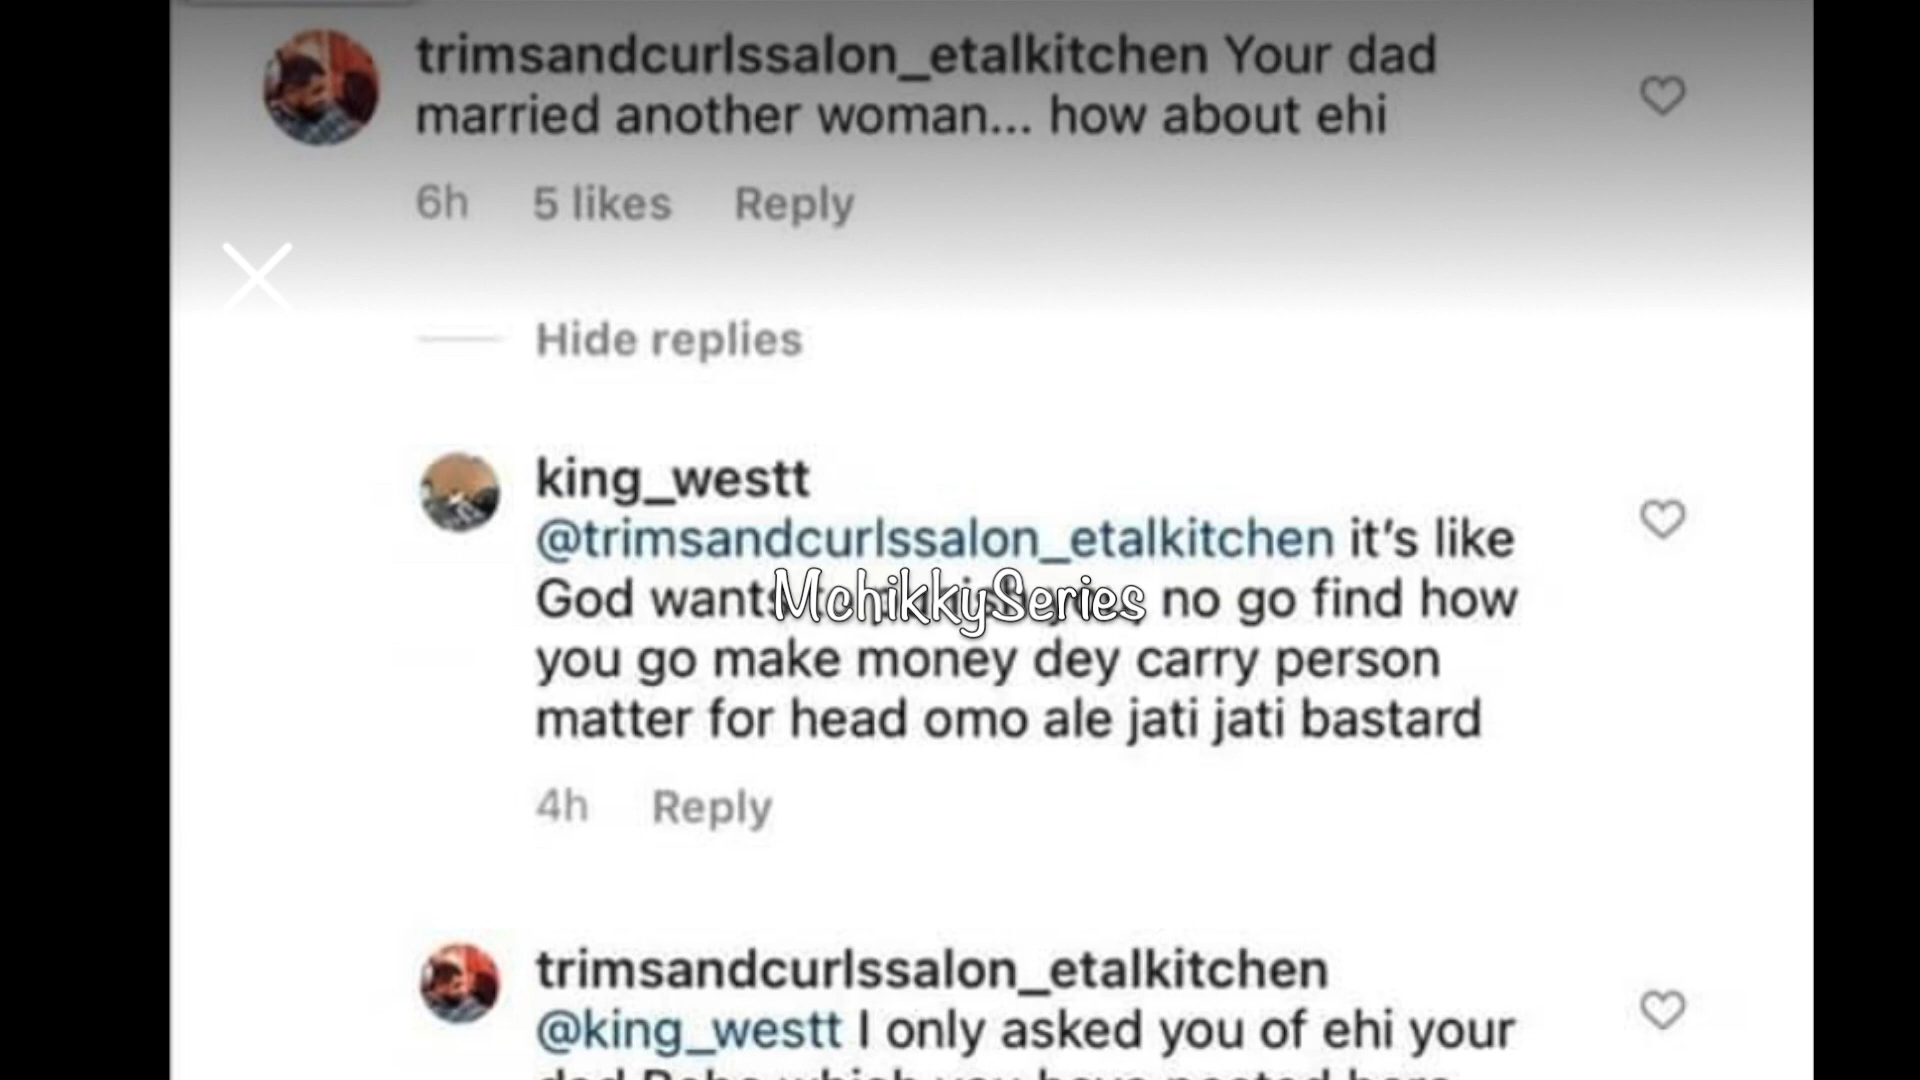 trimsandcurlssalon_etalkitchen Your dad
married another woman... how about ehi
6h 5 likes Reply
Hide replies
king_westt
@trimsandcurlssalon_etalkitchen it's like
God wants no go find how
MchikkySeries
you go make money dey carry person
matter for head omo ale jati jati bastard
4h Reply
trimsandcurlssalon_etalkitchen
@king_westt I only asked you of ehi your